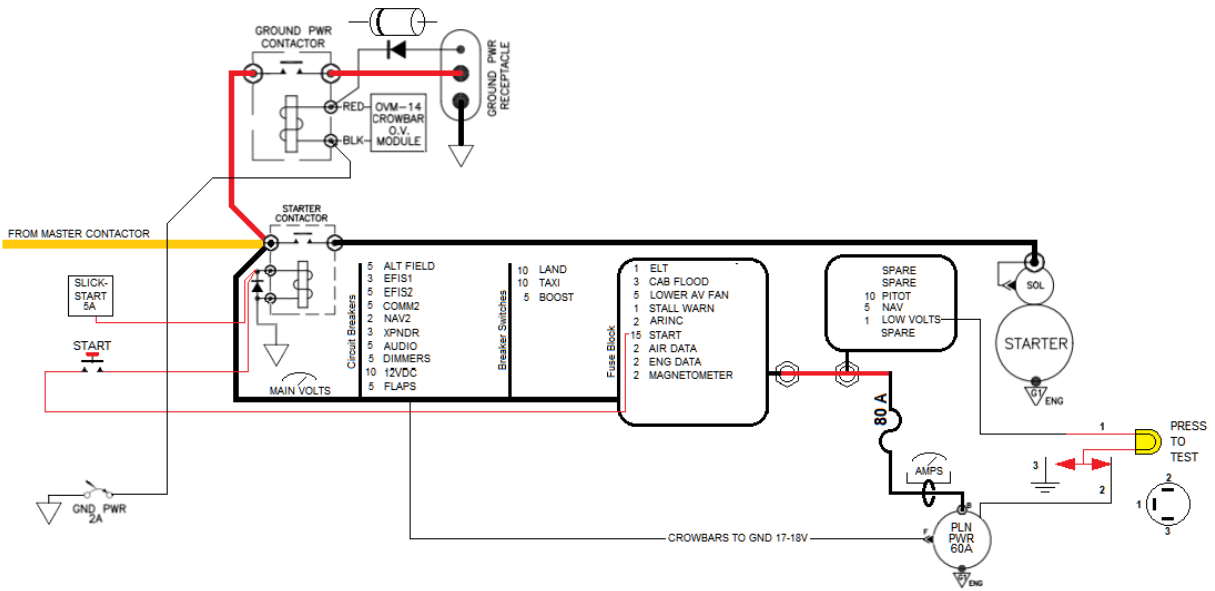 GROUND PWR
CONTACTOR
GROUND PWR
RECEPTACLE
RED
OVM-14
CROWBAR
O.V.
MODULE
BLK
FROM MASTER CONTACTOR
STARTER
CONTACTOR
SLICK-
START
5A
START
MAIN VOLTS
Circuit Breakers
5 ALT FIELD
3 EFIS1
5 EFIS2
5 COMM2
2 NAV2
3 XPNDR
5 AUDIO
5 DIMMERS
10 12VDC
5 FLAPS
Breaker Switches
10 LAND
10 TAXI
5 BOOST
Fuse Block
1 ELT
3 CAB FLOOD
5 LOWER AV FAN
1 STALL WARN
2 ARINC
15 START
2 AIR DATA
2 ENG DATA
2 MAGNETOMETER
SPARE
SPARE
10 PITOT
5 NAV
1 LOW VOLTS
SPARE
SOL
STARTER
G1 ENG
80 A
AMPS
1
PRESS
TO
TEST
3
2
2
1
3
GND PWR
2A
CROWBARS TO GND 17-18V
F
B
PLN
PWR
60A
G1 ENG